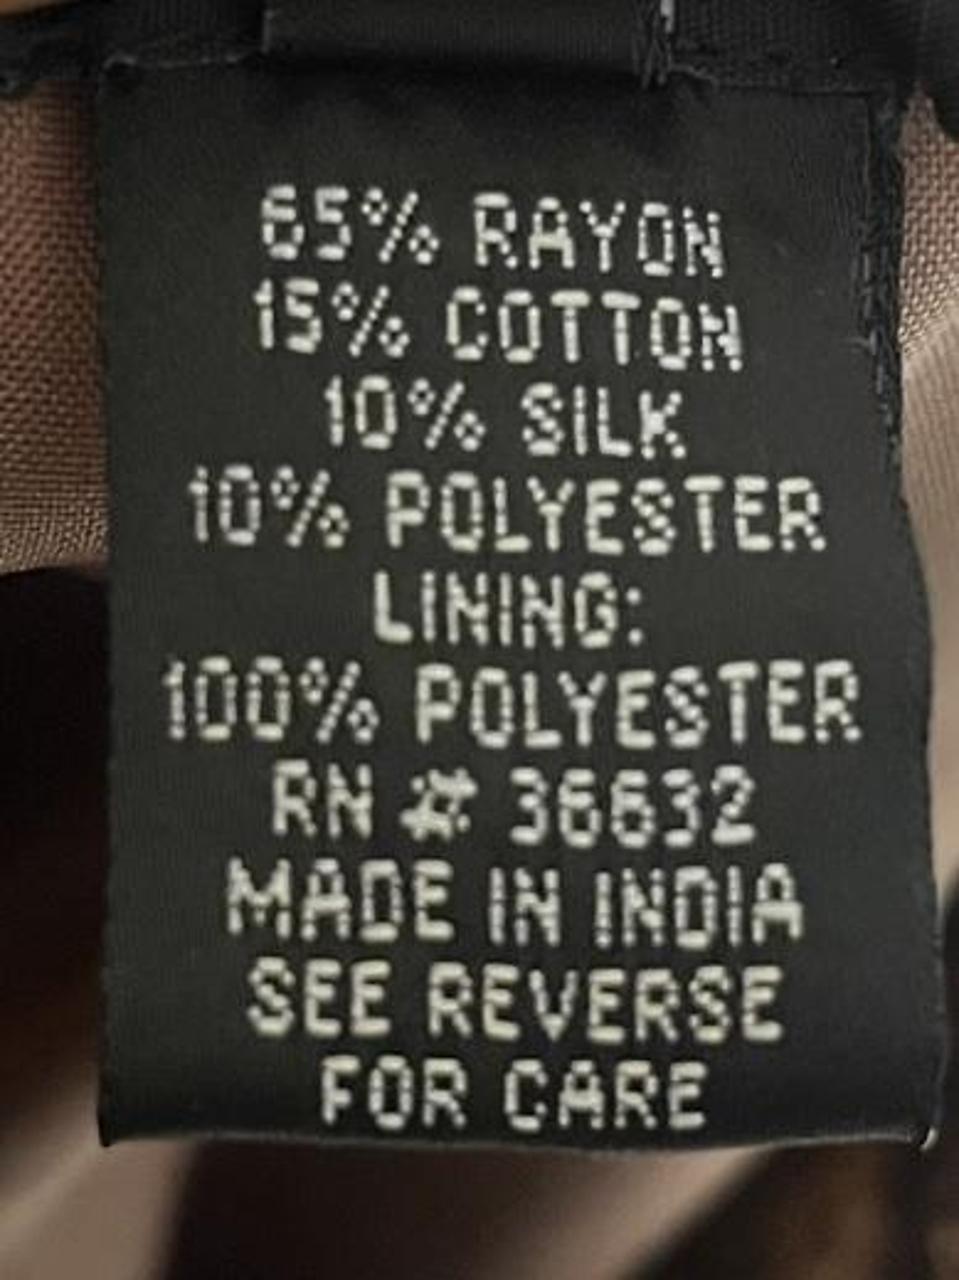 65% RAYON
15% COTTON
10% SILK
10% POLYESTER
LINING:
100% POLYESTER
RN # 36632
MADE IN INDIA
SEE REVERSE
FOR CARE